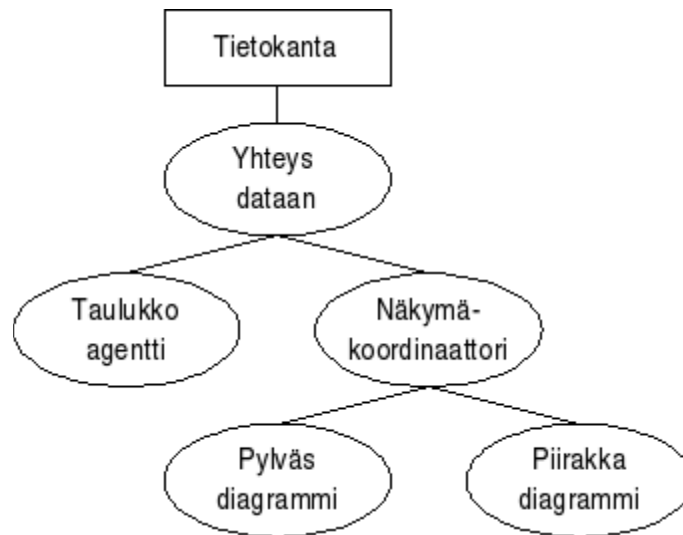 Tietokanta
Yhteys
dataan
Taulukko
agentti
Näkymä-
koordinaattori
Pylväs
diagrammi
Piirakka
diagrammi